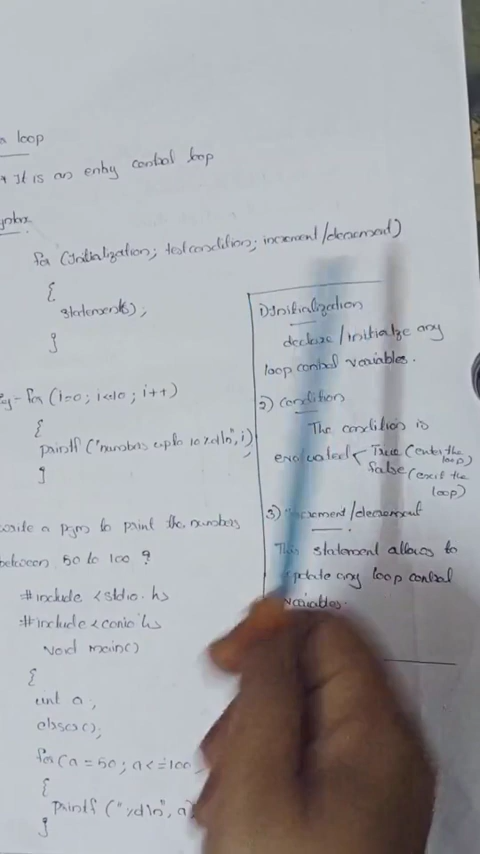 loop
It is an entry control loop
for (Initialization; test condition; increment/decrement)
{
Statements();
}
for (i=0; i<10; i++)
{
printf ("numbers upto 10 %d\n", i);
}
write a pgm to print the numbers
between 50 to 100 ?
#include <stdio.h>
#include <conio.h>
void main()
{
int a;
clrscr();
for (a = 50; a <= 100
{
printf ("%d\n", a)
}
1) Initialization
declare/initialize any
loop control variables.
2) condition
The condition is
evaluated < True (enter the loop)
False (exit the loop)
3) increment/decrement
This statement allows to
update any loop control
variables.